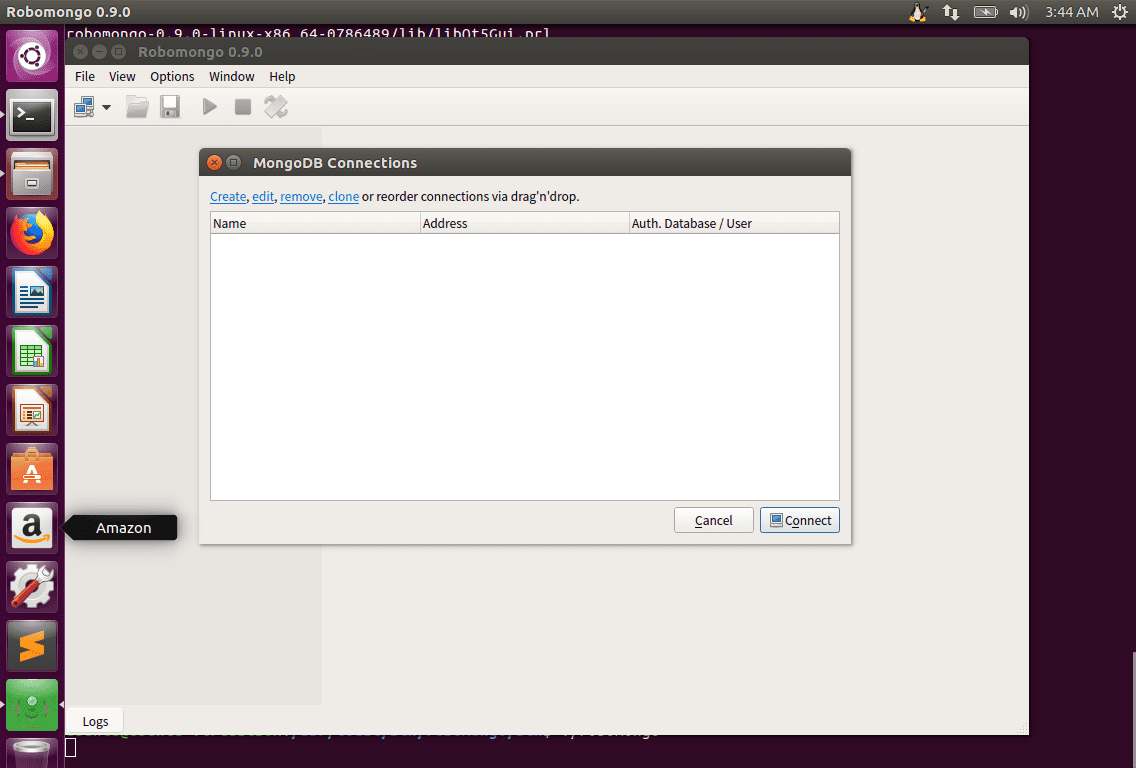 Robomongo 0.9.0
3:44 AM
robomongo-0.9.0-linux-x86_64-0786489/lib/libQt5Gui.prl
Robomongo 0.9.0
File View Options Window Help
MongoDB Connections
Create, edit, remove, clone or reorder connections via drag'n'drop.
Name Address Auth. Database / User
Cancel Connect
Amazon
Logs